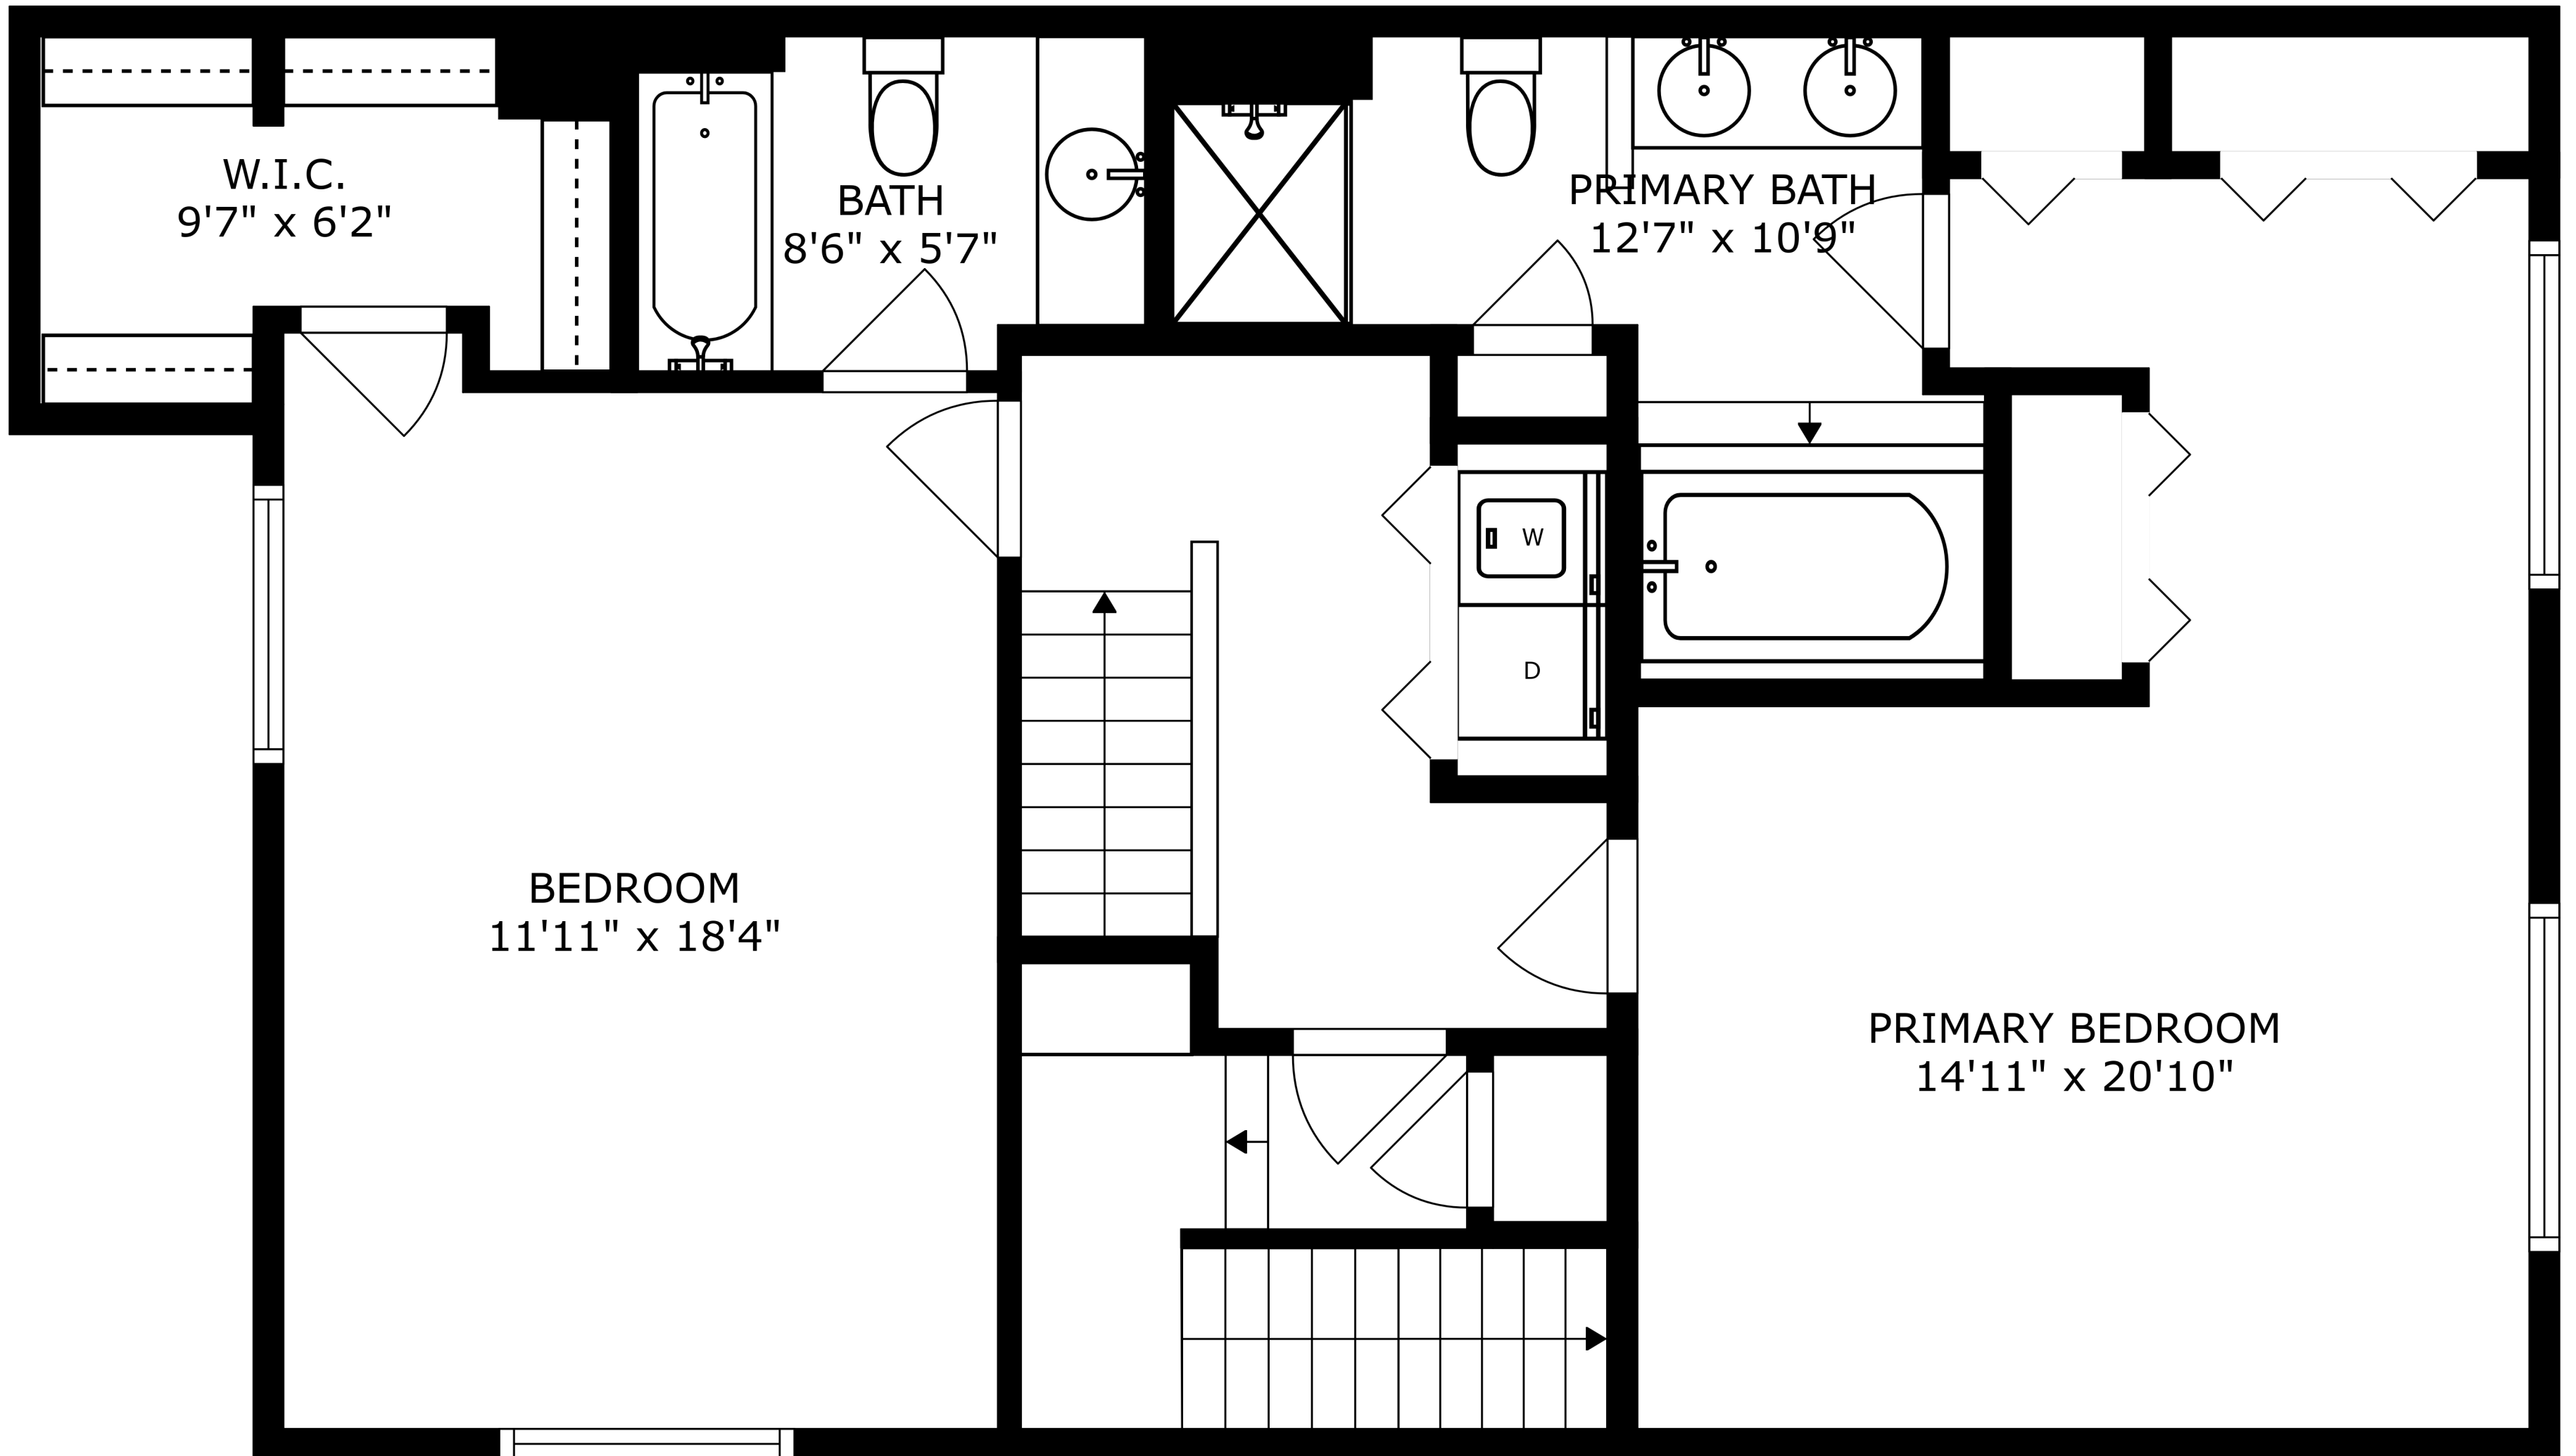 W.I.C.
9'7" x 6'2"
BATH
8'6" x 5'7"
PRIMARY BATH
12'7" x 10'9"
W
D
BEDROOM
11'11" x 18'4"
PRIMARY BEDROOM
14'11" x 20'10"